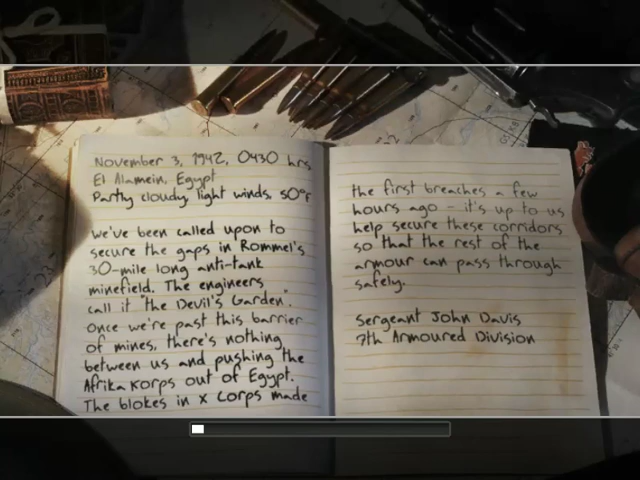 November 3, 1942, 0430 hrs
El Alamein, Egypt
Partly cloudy, light winds, 50°F
We've been called upon to
secure the gaps in Rommel's
30-mile long anti-tank
minefield. The engineers
call it "the Devil's Garden".
Once we're past this barrier
of mines, there's nothing
between us and pushing the
Afrika Korps out of Egypt.
The blokes in X Corps made
the first breaches a few
hours ago - it's up to us
help secure these corridors
so that the rest of the
armour can pass through
safely.
Sergeant John Davis
7th Armoured Division